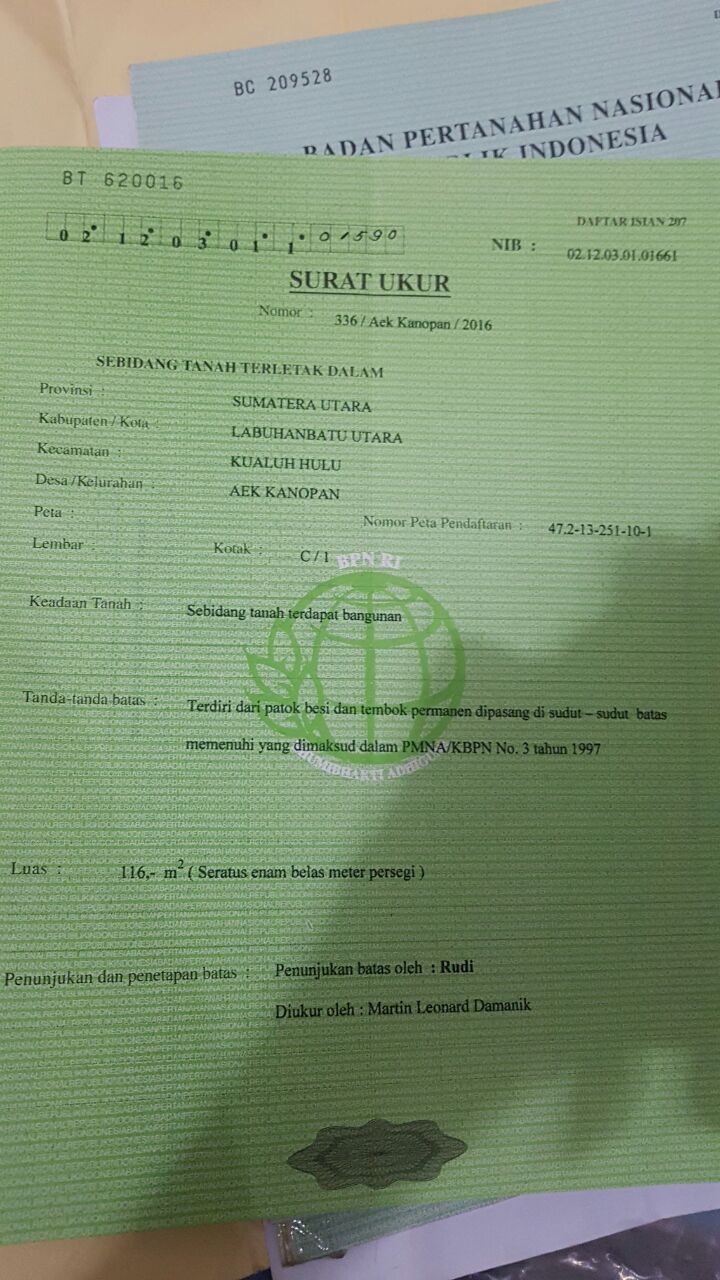 BC 209528
BADAN PERTANAHAN NASIONAL
INDONESIA
BT 620016
DAFTAR ISIAN 207
02.12.03.01.1.01590
NIB : 02.12.03.01.01661
SURAT UKUR
Nomor : 336 / Aek Kanopan / 2016
SEBIDANG TANAH TERLETAK DALAM
Provinsi : SUMATERA UTARA
Kabupaten / Kota : LABUHANBATU UTARA
Kecamatan : KUALUH HULU
Desa /Kelurahan : AEK KANOPAN
Peta : Nomor Peta Pendaftaran : 47.2-13-251-10-1
Lembar : Kotak : C / 1
BPN RI
Keadaan Tanah : Sebidang tanah terdapat bangunan
Tanda-tanda batas : Terdiri dari patok besi dan tembok permanen dipasang di sudut – sudut batas
memenuhi yang dimaksud dalam PMNA/KBPN No. 3 tahun 1997
Luas : 116,- m² ( Seratus enam belas meter persegi )
Penunjukan dan penetapan batas : Penunjukan batas oleh : Rudi
Diukur oleh : Martin Leonard Damanik